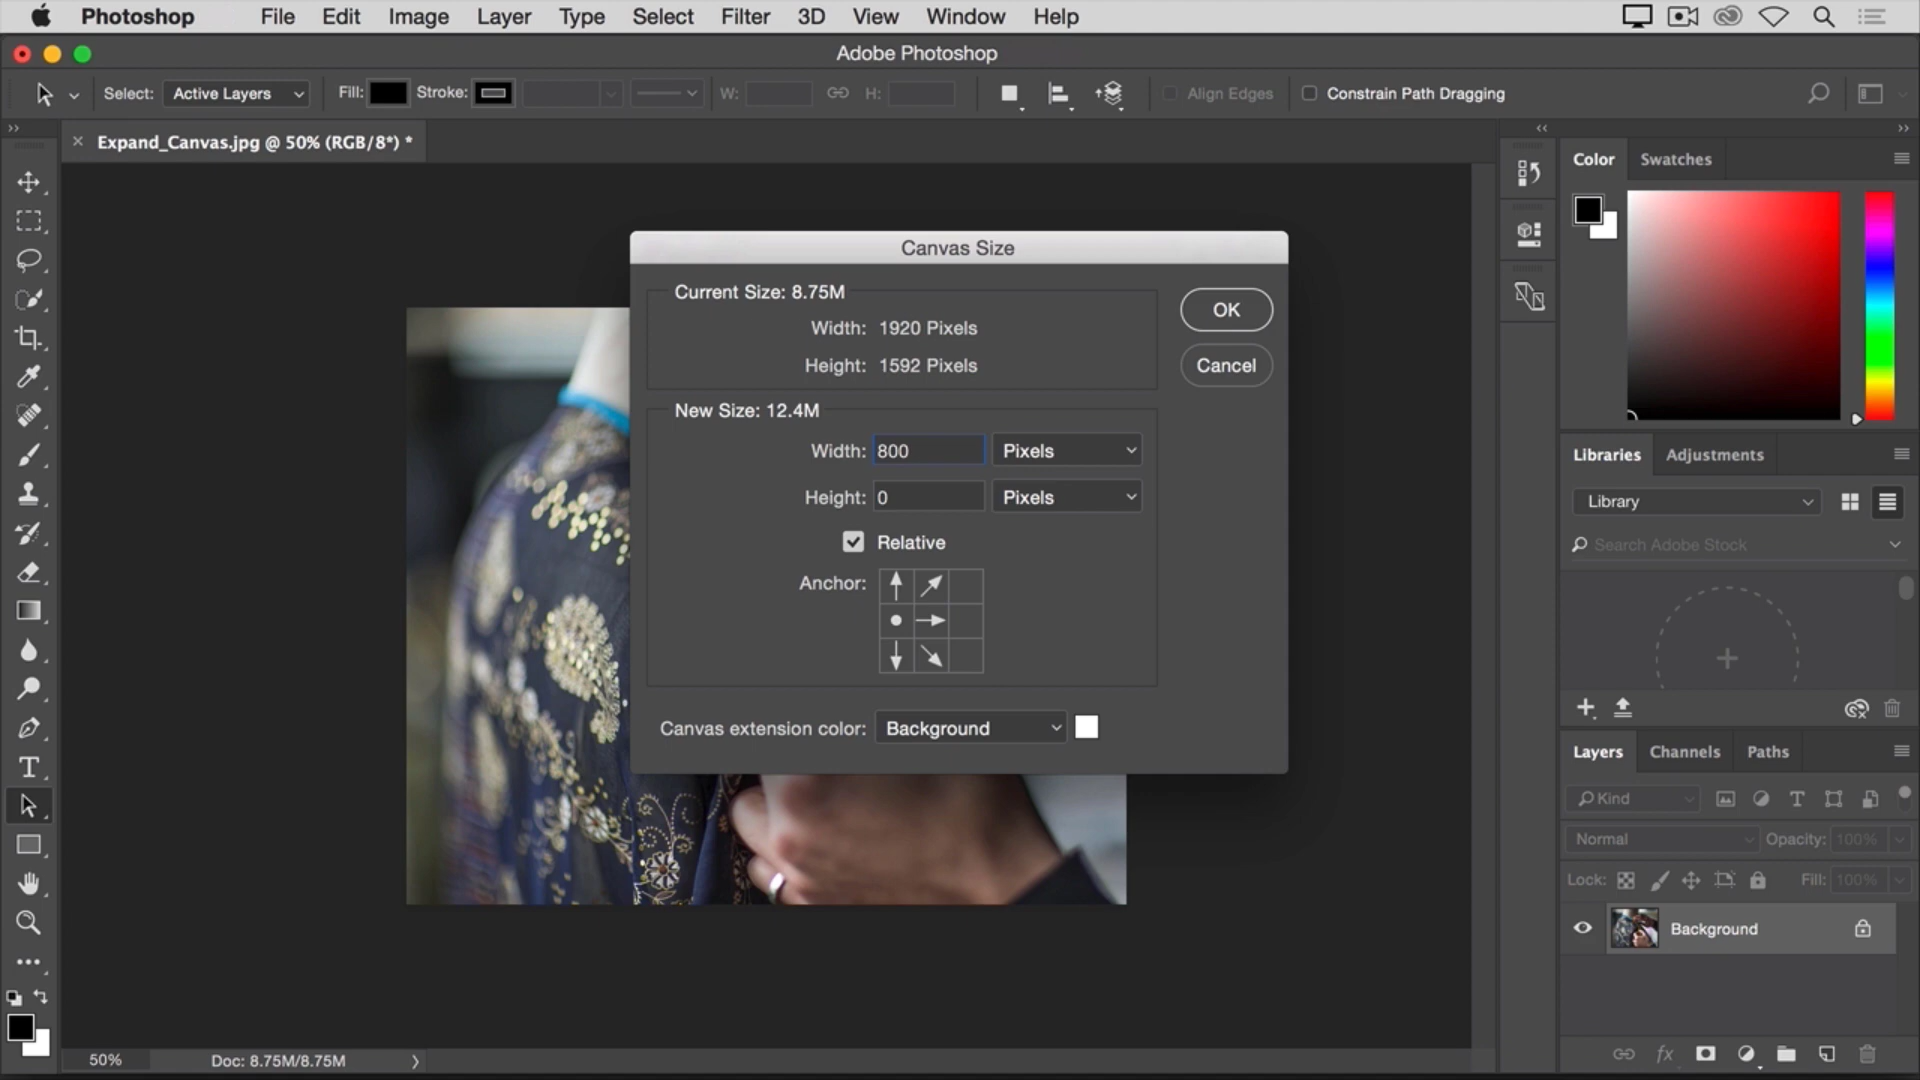 Photoshop File Edit Image Layer Type Select Filter 3D View Window Help
Adobe Photoshop
Select: Active Layers Fill: Stroke: W: H: Align Edges Constrain Path Dragging
Expand_Canvas.jpg @ 50% (RGB/8*) *
Color Swatches
Canvas Size
Current Size: 8.75M
Width: 1920 Pixels
Height: 1592 Pixels
OK
Cancel
New Size: 12.4M
Width: 800 Pixels
Height: 0 Pixels
Relative
Anchor:
Canvas extension color: Background
Libraries Adjustments
Library
Search Adobe Stock
Layers Channels Paths
Kind
Normal Opacity: 100%
Lock: Fill: 100%
Background
fx
50% Doc: 8.75M/8.75M